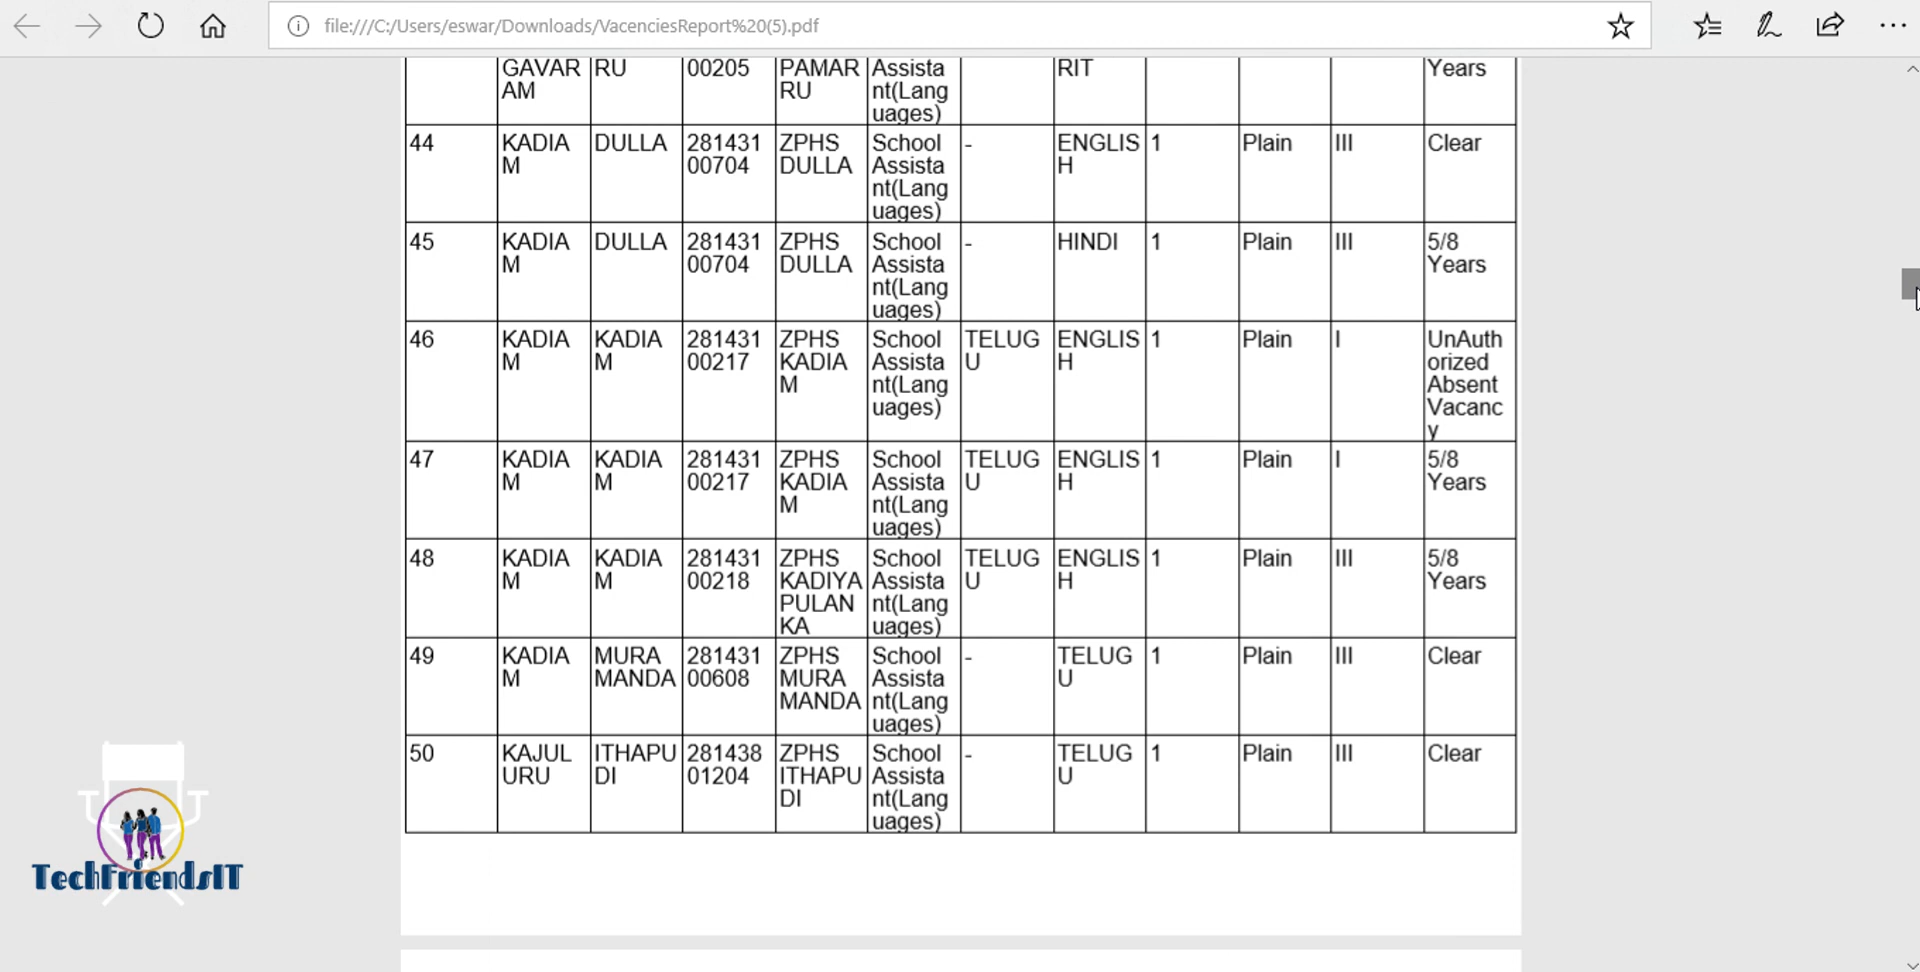 file:///C:/Users/eswar/Downloads/VacenciesReport%20(5).pdf
GAVAR RU 00205 PAMAR Assista RIT Years
AM RU nt(Lang
uages)
44 KADIA DULLA 281431 ZPHS School - ENGLIS 1 Plain III Clear
M 00704 DULLA Assista H
nt(Lang
uages)
45 KADIA DULLA 281431 ZPHS School - HINDI 1 Plain III 5/8
M 00704 DULLA Assista Years
nt(Lang
uages)
46 KADIA KADIA 281431 ZPHS School TELUG ENGLIS 1 Plain I UnAuth
M M 00217 KADIA Assista U H orized
M nt(Lang Absent
uages) Vacanc
y
47 KADIA KADIA 281431 ZPHS School TELUG ENGLIS 1 Plain I 5/8
M M 00217 KADIA Assista U H Years
M nt(Lang
uages)
48 KADIA KADIA 281431 ZPHS School TELUG ENGLIS 1 Plain III 5/8
M M 00218 KADIYA Assista U H Years
PULAN nt(Lang
KA uages)
49 KADIA MURA 281431 ZPHS School - TELUG 1 Plain III Clear
M MANDA 00608 MURA Assista U
MANDA nt(Lang
uages)
50 KAJUL ITHAPU 281438 ZPHS School - TELUG 1 Plain III Clear
URU DI 01204 ITHAPU Assista U
DI nt(Lang
uages)
TechFriendsIT